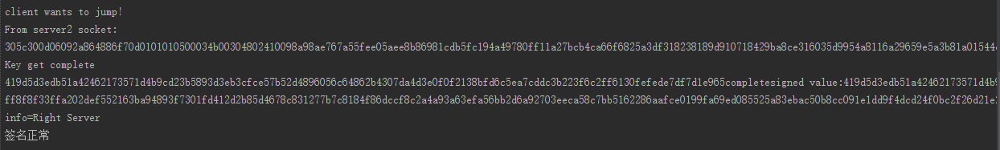 client wants to jump!
From server2 socket:
305c300d06092a864886f70d0101010500034b00304802410098a98ae767a55fee05aee8b86981cdb5fc194a49780ff11a27bcb4ca66f6825a3df318238189d910718429ba8ce316035d9954a8116a29659e5a3b81a01544
Key get complete
419d5d3edb51a42462173571d4b9cd23b5893d3eb3cfce57b52d4896056c64862b4307da4d3e0f0f2138bfd6c5ea7cddc3b223f6c2ff6130fefede7df7d1e965completesigned value:419d5d3edb51a42462173571d4b9
ff8f8f33ffa202def552163ba94893f7301fd412d2b85d4678c831277b7c8184f86dccf8c2a4a93a63efa56bb2d6a92703eeca58c7bb5162286aafce0199fa69ed085525a83ebac50b8cc091e1dd9f4dcd24f0bc2f26d21e
info=Right Server
签名正常